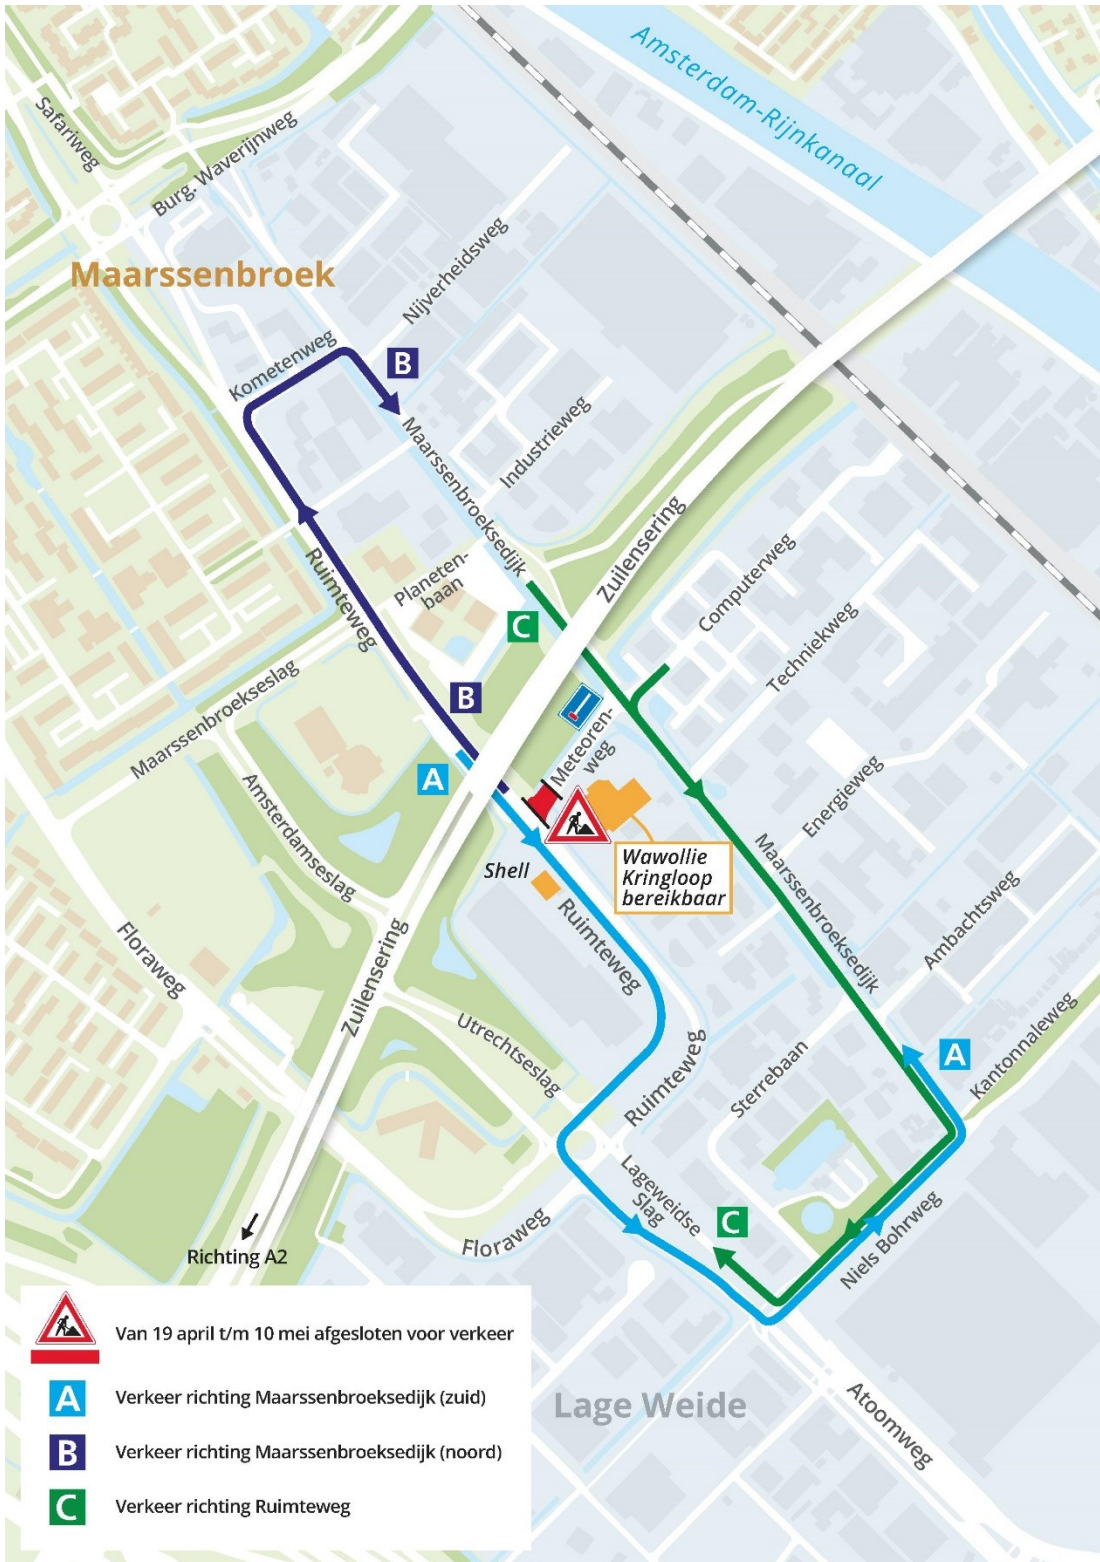 Amsterdam-Rijnkanaal
Safariweg
Burg. Waverijnweg
Maarssenbroek
Nijverheidsweg
Kometenweg
B
Maarssenbroeksedijk
Industrieweg
Zuilensering
Ruimteweg
Planeten-
baan
C
Computerweg
Techniekweg
Maarssenbroekseslag
B
A
Meteoren-
weg
Energieweg
Amsterdamseslag
Shell
Wawollie
Kringloop
bereikbaar
Maarssenbroeksedijk
Ambachtsweg
Floraweg
Zuilensering
Ruimteweg
Utrechtseslag
Ruimteweg
Sterrebaan
A
Kantonnaleweg
Lageweidse
Slag
C
Floraweg
Niels Bohrweg
Richting A2
Lage Weide
Atoomweg
Van 19 april t/m 10 mei afgesloten voor verkeer
A Verkeer richting Maarssenbroeksedijk (zuid)
B Verkeer richting Maarssenbroeksedijk (noord)
C Verkeer richting Ruimteweg